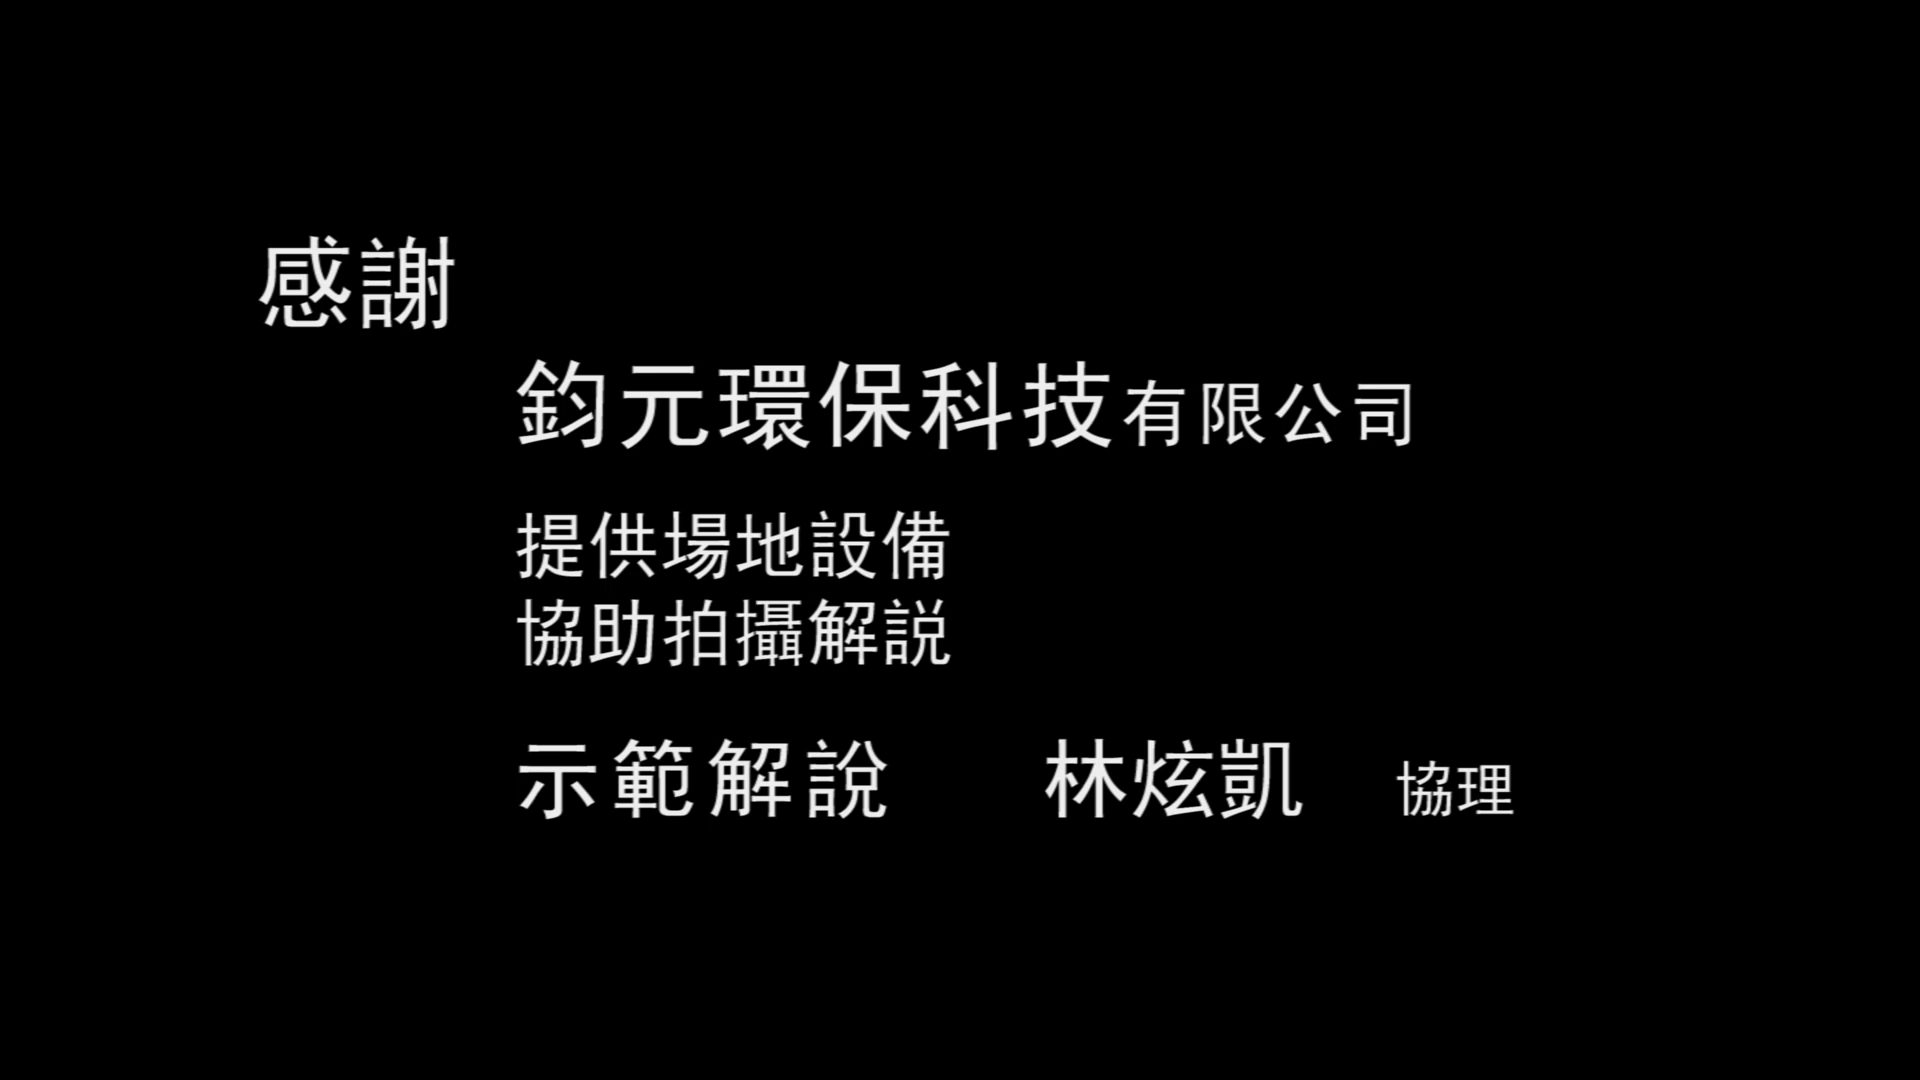 感謝
鈞元環保科技有限公司
提供場地設備
協助拍攝解説
示範解說 林炫凱 協理